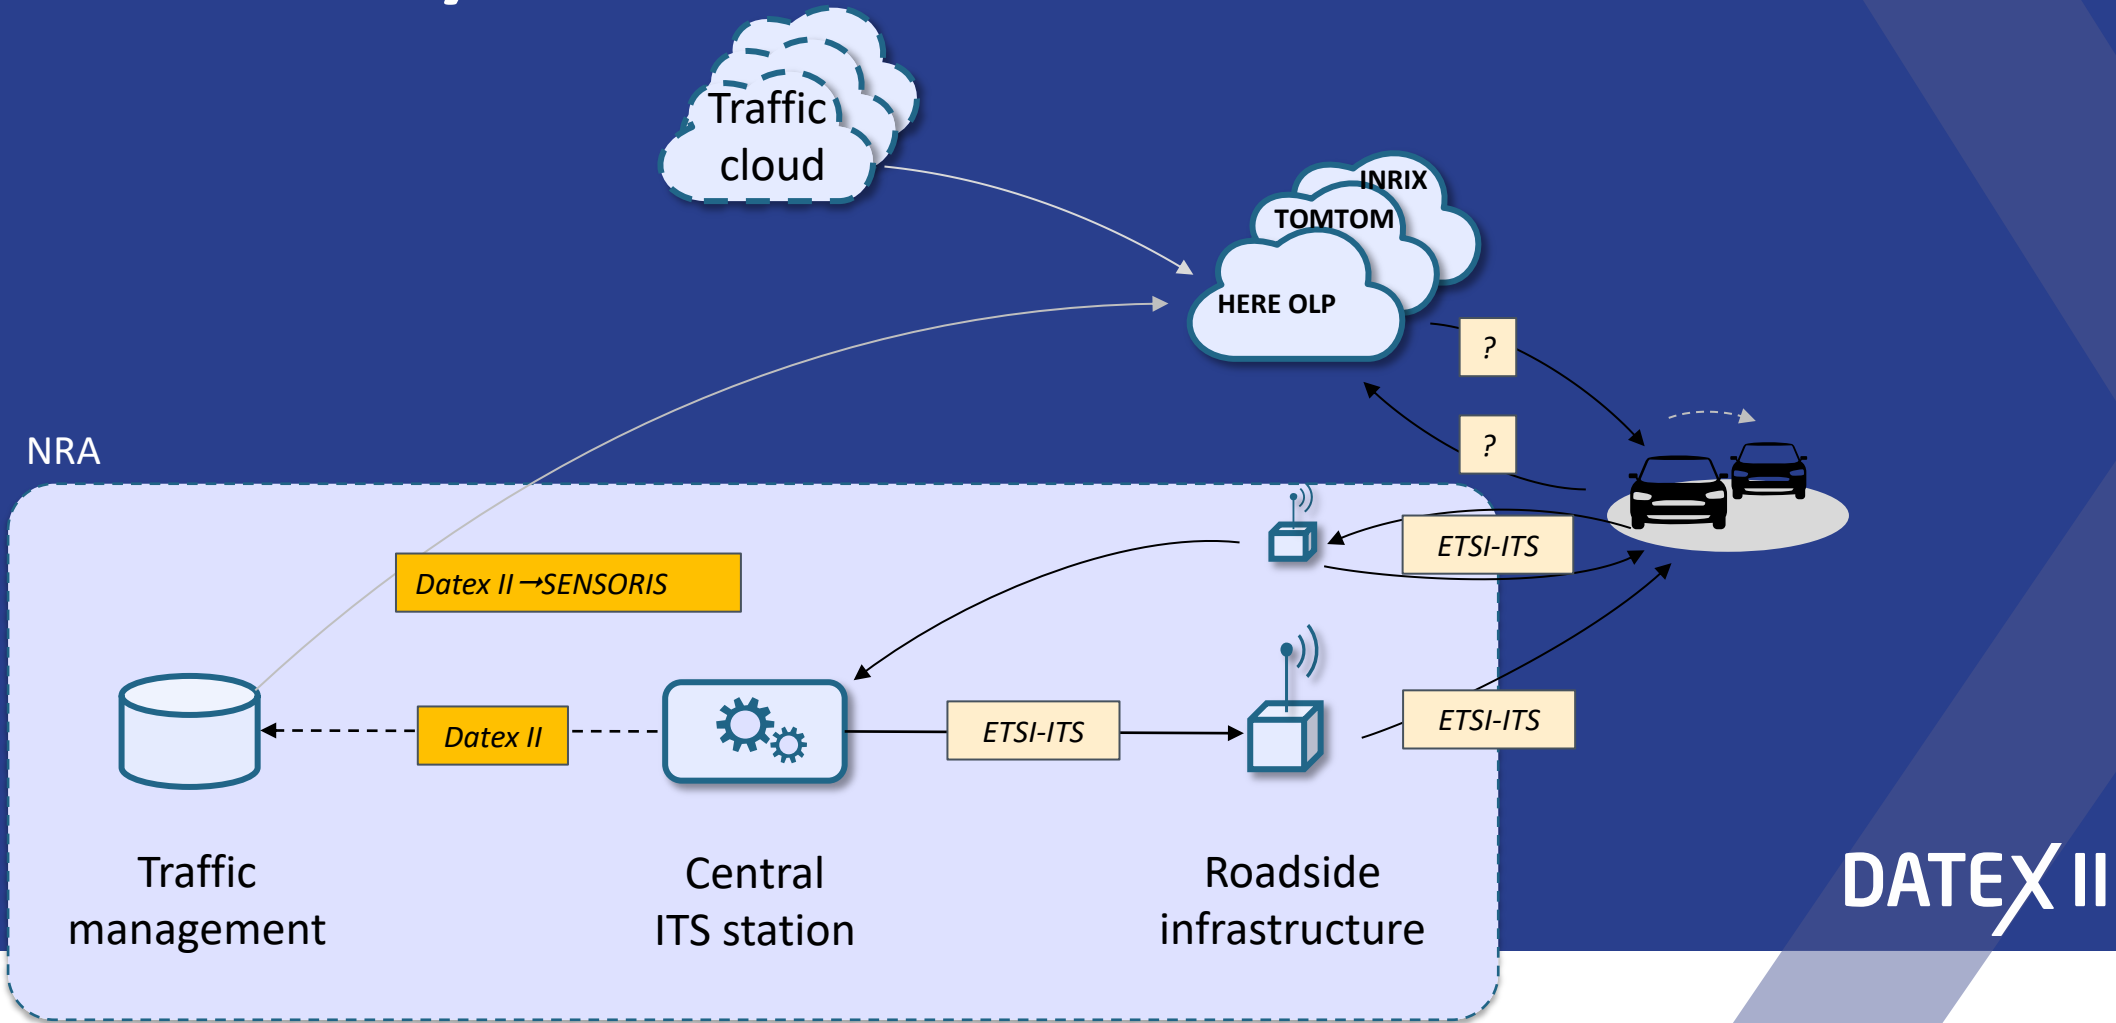 Traffic
cloud
INRIX
TOMTOM
HERE OLP
?
?
NRA
ETSI-ITS
Datex II →SENSORIS
Datex II
ETSI-ITS
ETSI-ITS
Traffic
management
Central
ITS station
Roadside
infrastructure
DATEX II